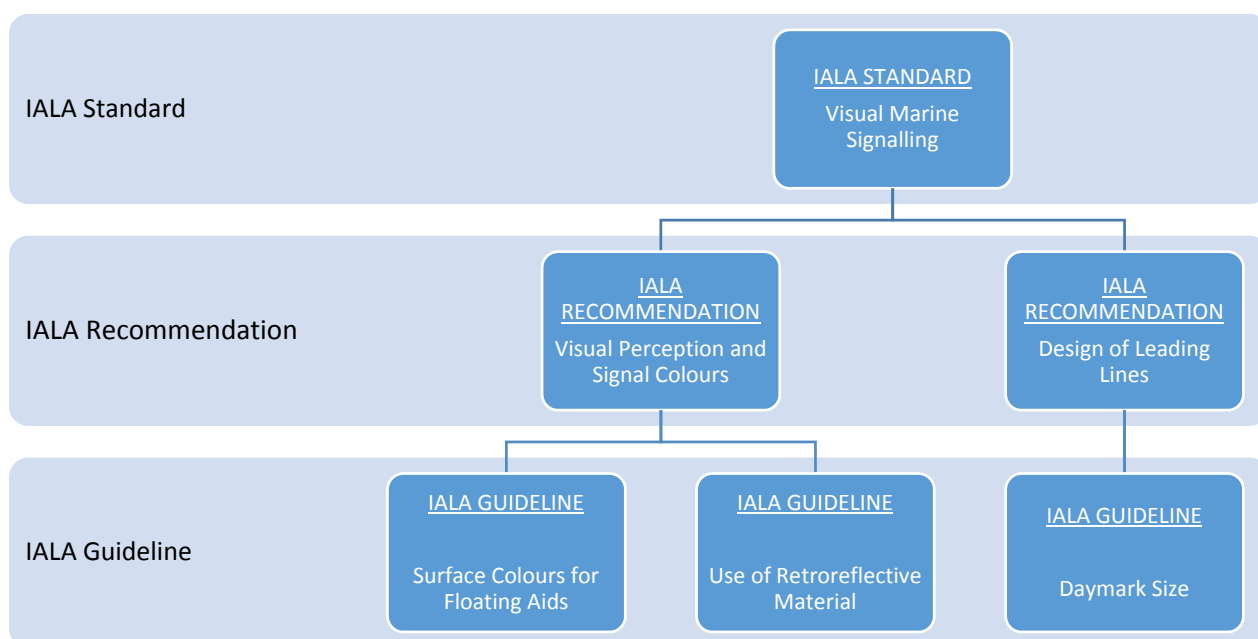 IALA Standard
IALA STANDARD
Visual Marine
Signalling
IALA Recommendation
IALA
RECOMMENDATION
Visual Perception and
Signal Colours
IALA
RECOMMENDATION
Design of Leading
Lines
IALA Guideline
IALA GUIDELINE
Surface Colours for
Floating Aids
IALA GUIDELINE
Use of Retroreflective
Material
IALA GUIDELINE
Daymark Size